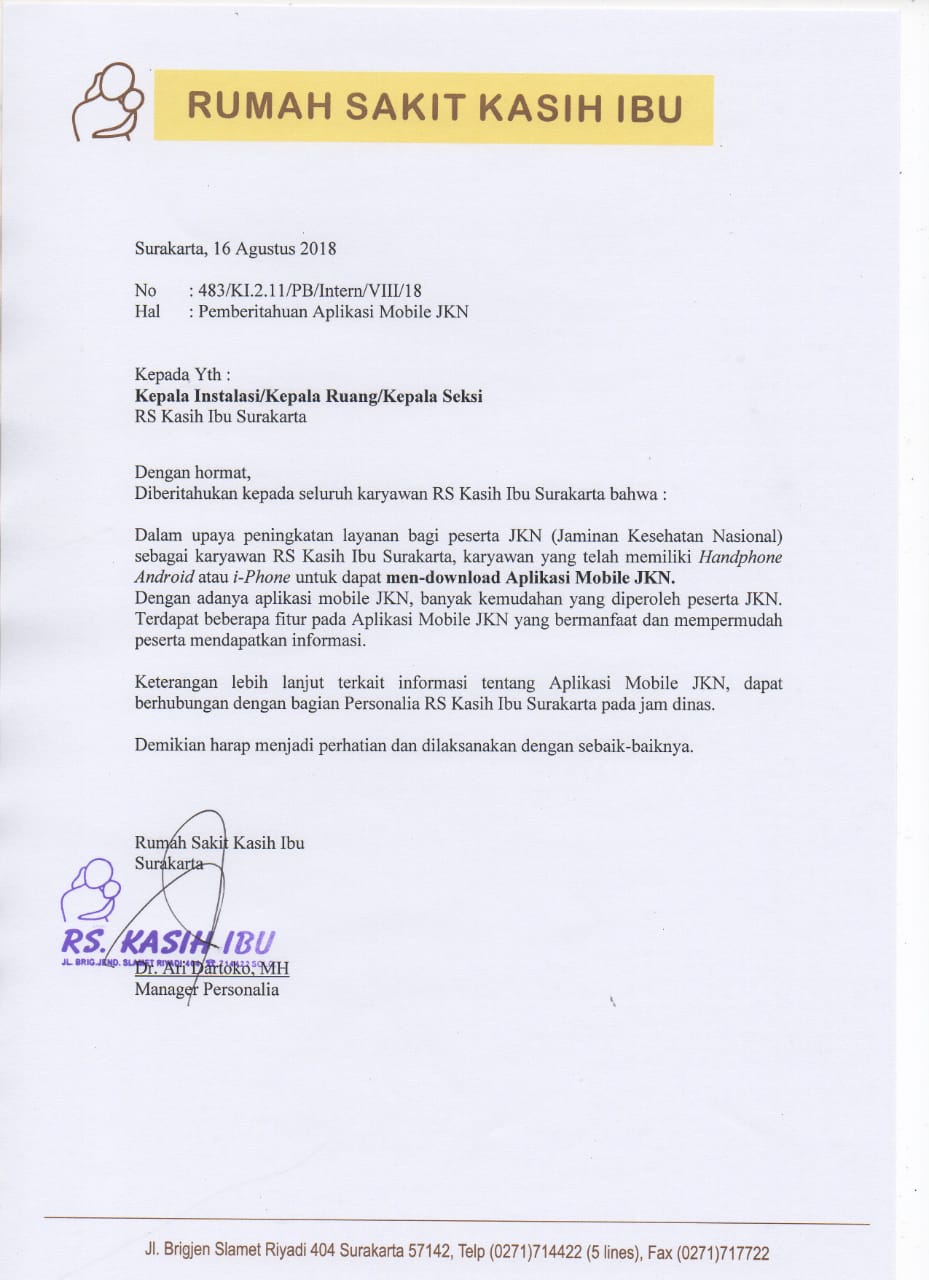 RUMAH SAKIT KASIH IBU
Surakarta, 16 Agustus 2018
No : 483/KI.2.11/PB/Intern/VIII/18
Hal : Pemberitahuan Aplikasi Mobile JKN
Kepada Yth :
Kepala Instalasi/Kepala Ruang/Kepala Seksi
RS Kasih Ibu Surakarta
Dengan hormat,
Diberitahukan kepada seluruh karyawan RS Kasih Ibu Surakarta bahwa :
Dalam upaya peningkatan layanan bagi peserta JKN (Jaminan Kesehatan Nasional)
sebagai karyawan RS Kasih Ibu Surakarta, karyawan yang telah memiliki Handphone
Android atau i-Phone untuk dapat men-download Aplikasi Mobile JKN.
Dengan adanya aplikasi mobile JKN, banyak kemudahan yang diperoleh peserta JKN.
Terdapat beberapa fitur pada Aplikasi Mobile JKN yang bermanfaat dan mempermudah
peserta mendapatkan informasi.
Keterangan lebih lanjut terkait informasi tentang Aplikasi Mobile JKN, dapat
berhubungan dengan bagian Personalia RS Kasih Ibu Surakarta pada jam dinas.
Demikian harap menjadi perhatian dan dilaksanakan dengan sebaik-baiknya.
Rumah Sakit Kasih Ibu
Surakarta
RS. KASIH IBU
JL. BRIG.JEND. SLAMET RIYADI 404
Dr. Ari Dartoko, MH
Manager Personalia
Jl. Brigjen Slamet Riyadi 404 Surakarta 57142, Telp (0271)714422 (5 lines), Fax (0271)717722